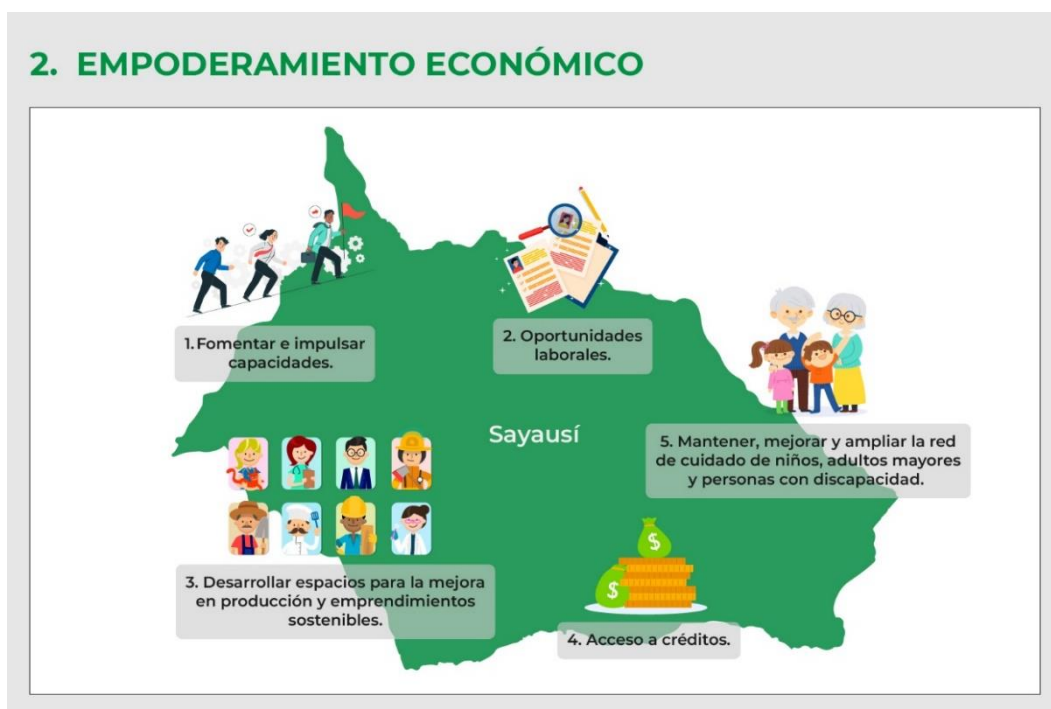 2. EMPODERAMIENTO ECONÓMICO
1. Fomentar e impulsar
capacidades.
2. Oportunidades
laborales.
Sayausí
3. Desarrollar espacios para la mejora
en producción y emprendimientos
sostenibles.
4. Acceso a créditos.
5. Mantener, mejorar y ampliar la red
de cuidado de niños, adultos mayores
y personas con discapacidad.
$
$